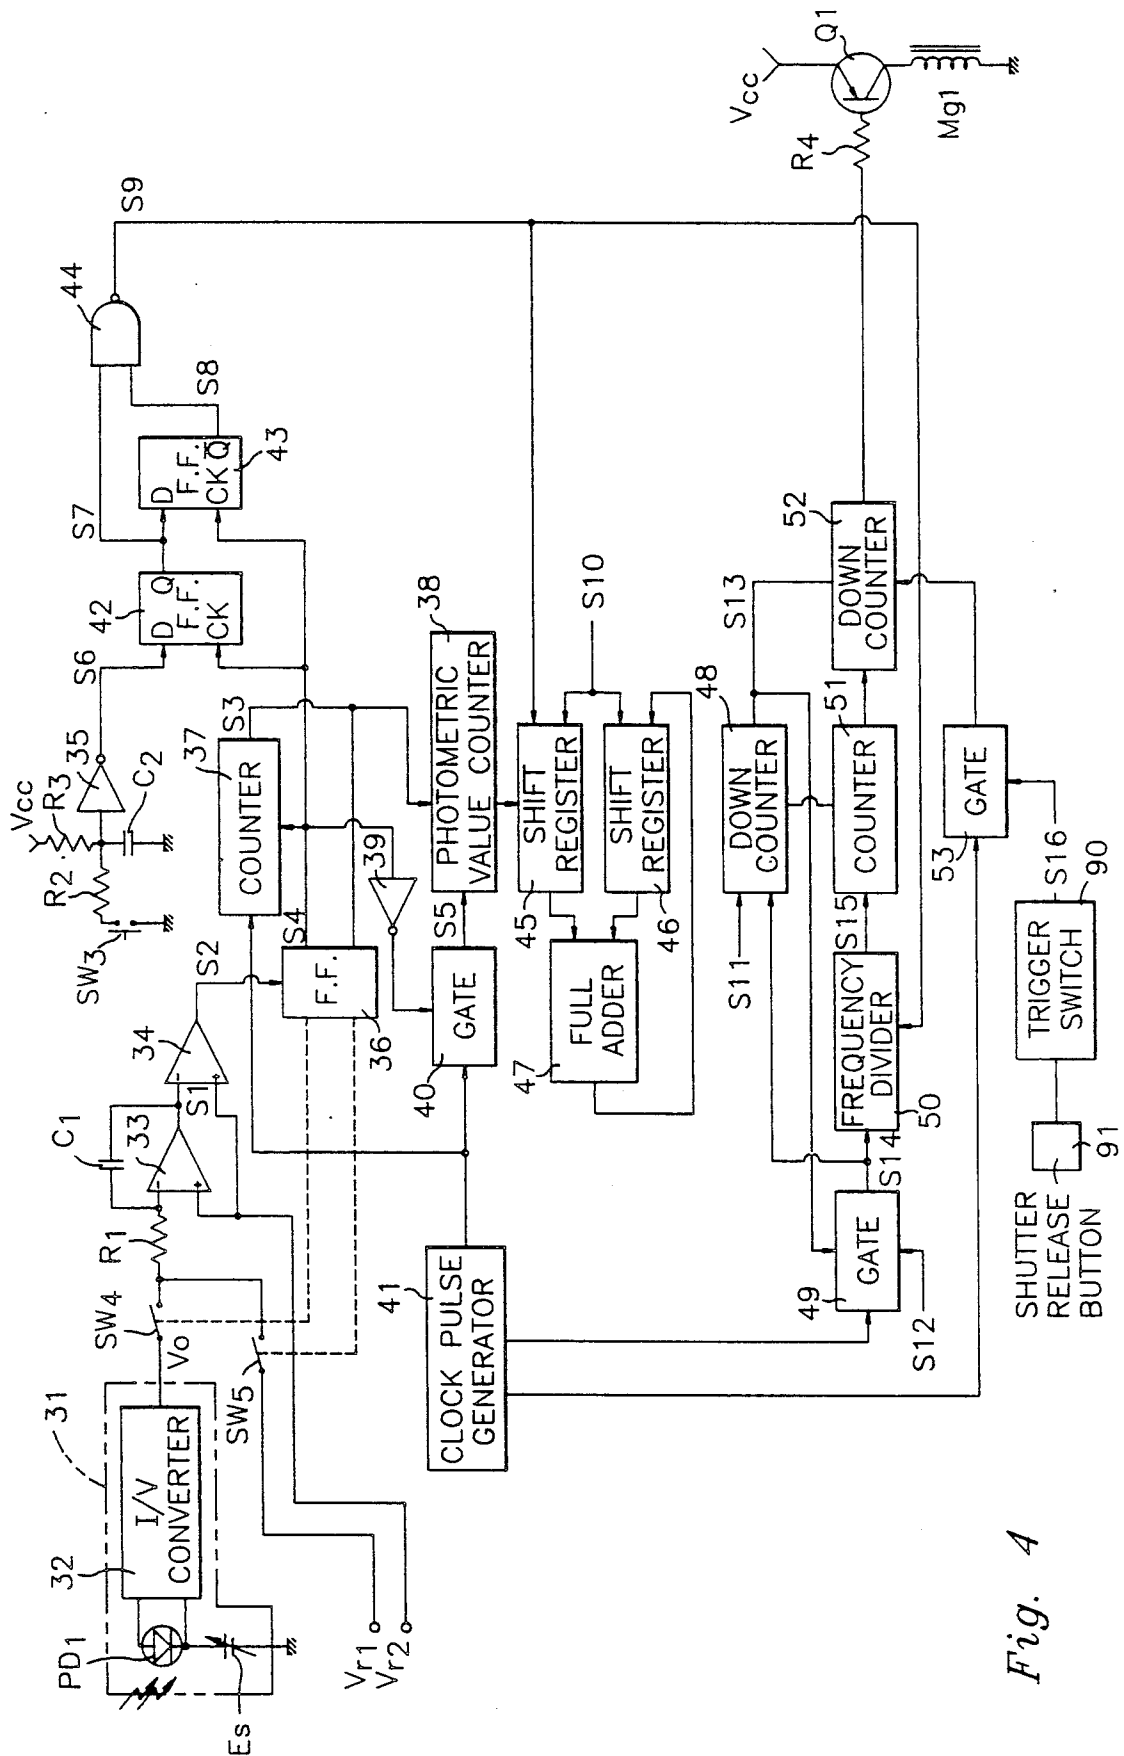 PD1
Es
32
I/V
CONVERTER
31
Vo
SW4
SW5
Vr1
Vr2
R1
C1
33
S1
34
S2
SW3
R2
R3
Vcc
C2
35
S6
42
D Q
F.F.
CK
S7
D
F.F.
CK Q̅
43
S8
44
S9
F.F.
36
S4
COUNTER
37
S3
39
GATE
40
S5
PHOTOMETRIC
VALUE COUNTER
38
CLOCK PULSE
GENERATOR
41
SHIFT
REGISTER
45
SHIFT
REGISTER
46
S10
FULL
ADDER
47
S11
DOWN
COUNTER
48
S13
GATE
49
S12
S14
FREQUENCY
DIVIDER
50
S15
COUNTER
51
DOWN
COUNTER
52
GATE
53
S16
TRIGGER
SWITCH
90
91
SHUTTER
RELEASE
BUTTON
R4
Vcc
Q1
Mg1
Fig. 4